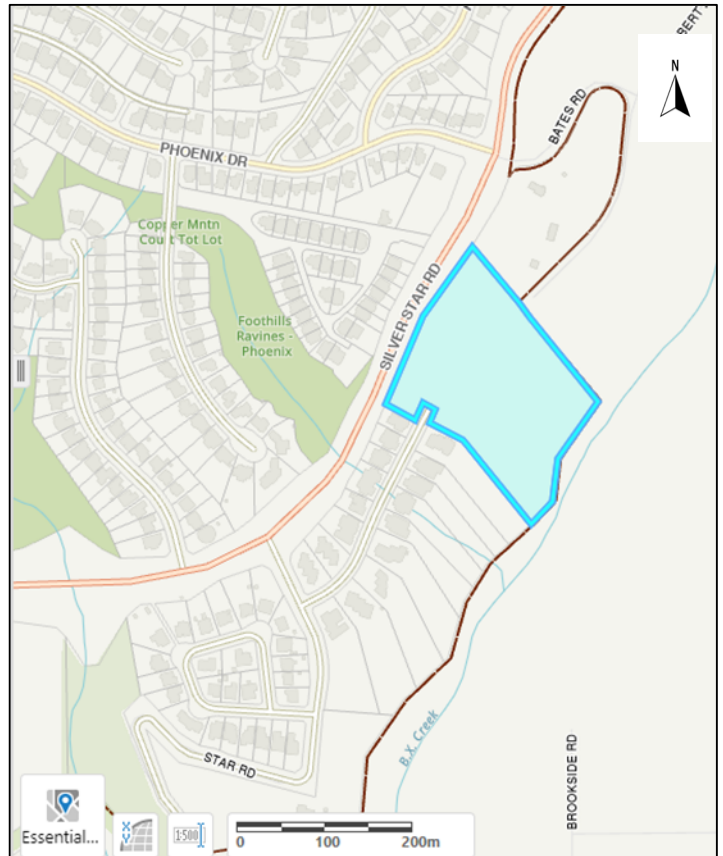 BERT
N
BATES RD
PHOENIX DR
Copper Mntn
Court Tot Lot
SILVER STAR RD
Foothills
Ravines -
Phoenix
B.X. Creek
STAR RD
BROOKSIDE RD
Essential...
X
Y
1:500
0
100
200m